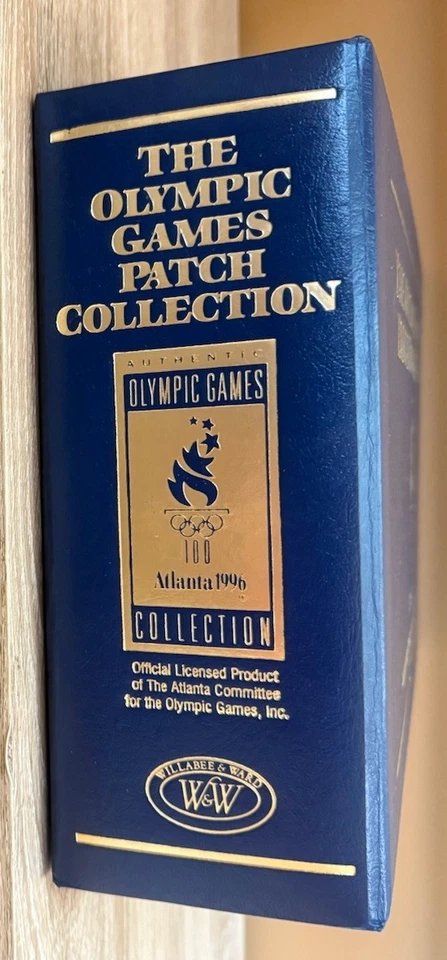 THE
OLYMPIC
GAMES
PATCH
COLLECTION
AUTHENTIC
OLYMPIC GAMES
100
Atlanta 1996
COLLECTION
Official Licensed Product
of The Atlanta Committee
for the Olympic Games, Inc.
WILLABEE & WARD
W&W